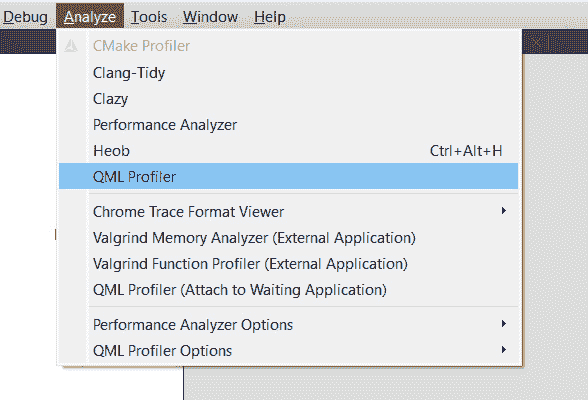 Debug Analyze Tools Window Help
CMake Profiler
Clang-Tidy
Clazy
Performance Analyzer
Heob Ctrl+Alt+H
QML Profiler
Chrome Trace Format Viewer
Valgrind Memory Analyzer (External Application)
Valgrind Function Profiler (External Application)
QML Profiler (Attach to Waiting Application)
Performance Analyzer Options
QML Profiler Options